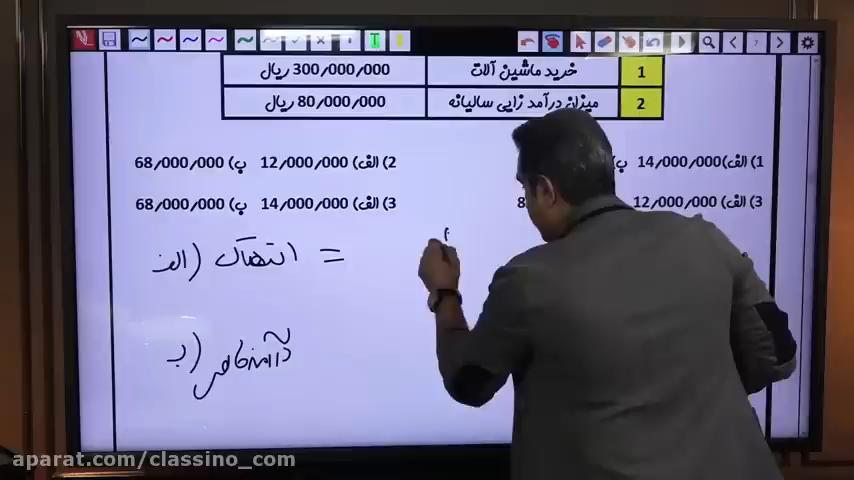 1 خرید ماشین آلات 300٬000٬000 ریال
2 میزان درآمد زایی سالیانه 80٬000٬000 ریال
1) الف) 14٬000٬000 ب)
2) الف) 12٬000٬000 ب) 68٬000٬000
3) الف) 12٬000٬000 8
3) الف) 14٬000٬000 ب) 68٬000٬000
الف) استهلاک =
ب)
aparat.com/classino_com